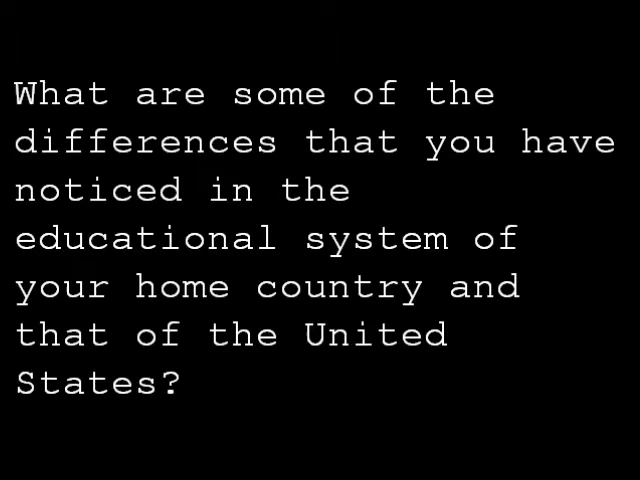 What are some of the
differences that you have
noticed in the
educational system of
your home country and
that of the United
States?